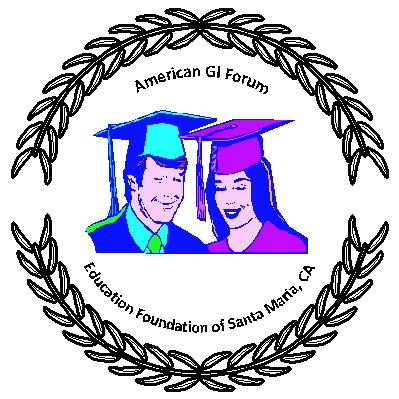 American GI Forum
Education Foundation of Santa Maria, CA